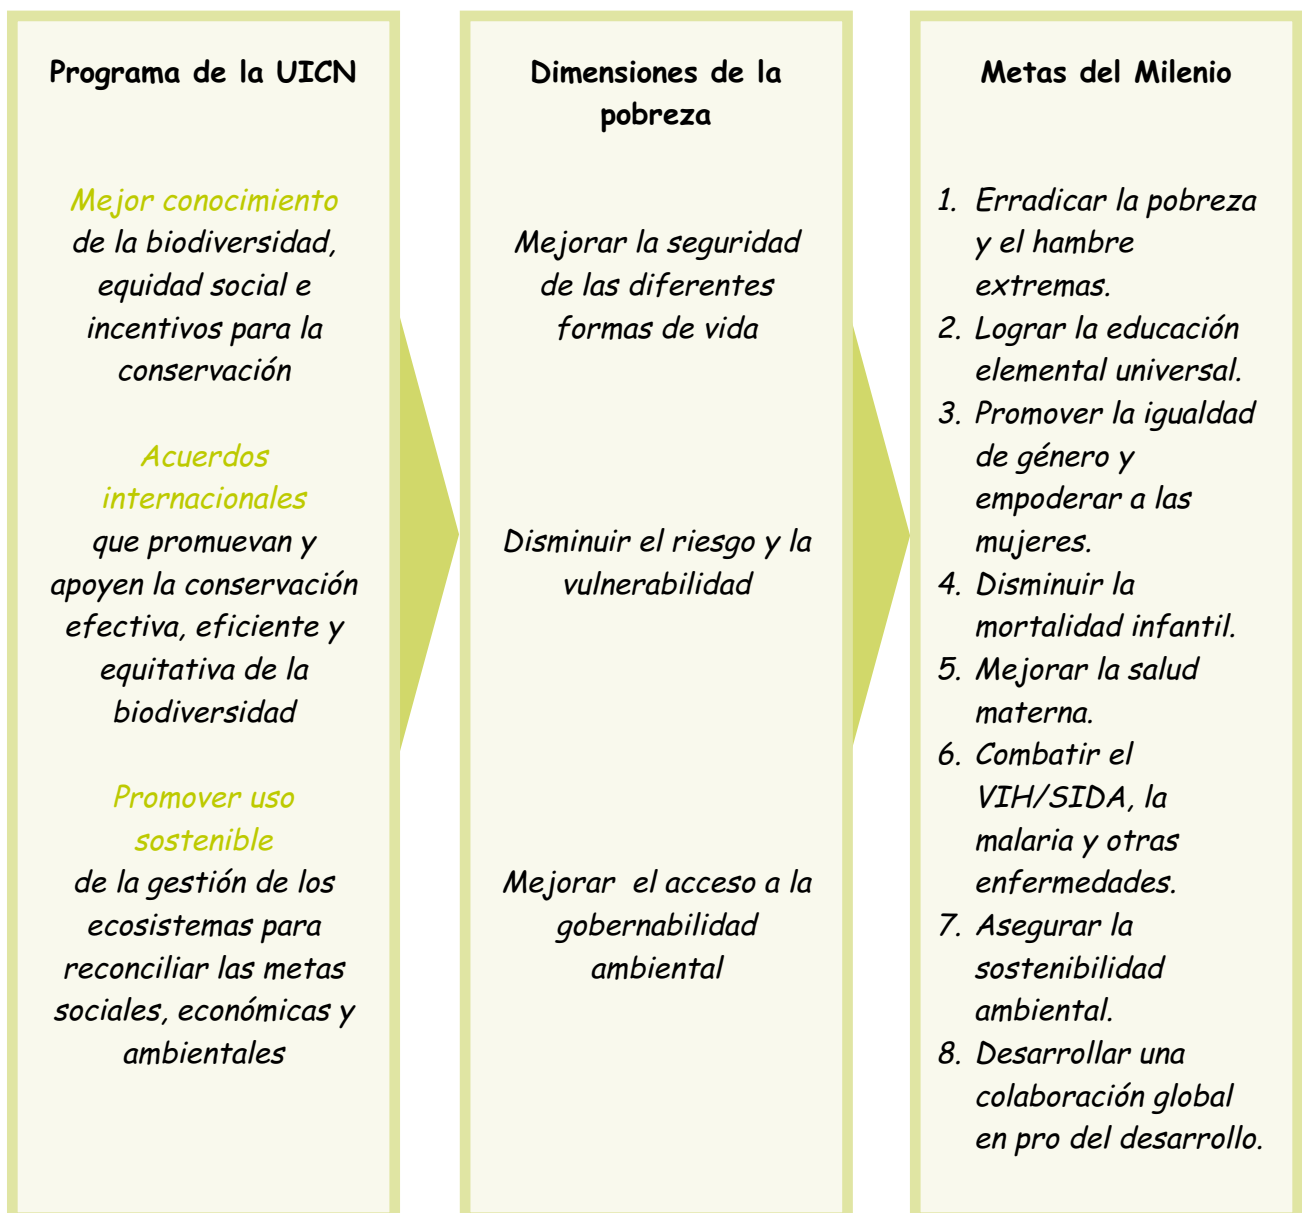 Programa de la UICN
Mejor conocimiento
de la biodiversidad,
equidad social e
incentivos para la
conservación
Acuerdos
internacionales
que promuevan y
apoyen la conservación
efectiva, eficiente y
equitativa de la
biodiversidad
Promover uso
sostenible
de la gestión de los
ecosistemas para
reconciliar las metas
sociales, económicas y
ambientales
Dimensiones de la
pobreza
Mejorar la seguridad
de las diferentes
formas de vida
Disminuir el riesgo y la
vulnerabilidad
Mejorar  el acceso a la
gobernabilidad
ambiental
Metas del Milenio
1. Erradicar la pobreza
y el hambre
extremas.
2. Lograr la educación
elemental universal.
3. Promover la igualdad
de género y
empoderar a las
mujeres.
4. Disminuir la
mortalidad infantil.
5. Mejorar la salud
materna.
6. Combatir el
VIH/SIDA, la
malaria y otras
enfermedades.
7. Asegurar la
sostenibilidad
ambiental.
8. Desarrollar una
colaboración global
en pro del desarrollo.